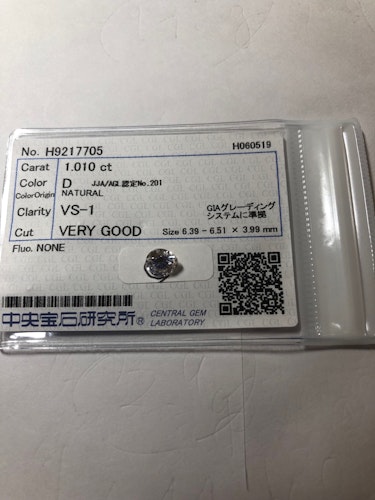 No. H9217705 H060519
Carat 1.010 ct
Color D JJA/AGL認定No.201
ColorOrigin NATURAL
Clarity VS-1 GIAグレーディング
システムに準拠
Cut VERY GOOD Size 6.39 - 6.51 × 3.99 mm
Fluo. NONE
中央宝石研究所® CENTRAL GEM
LABORATORY